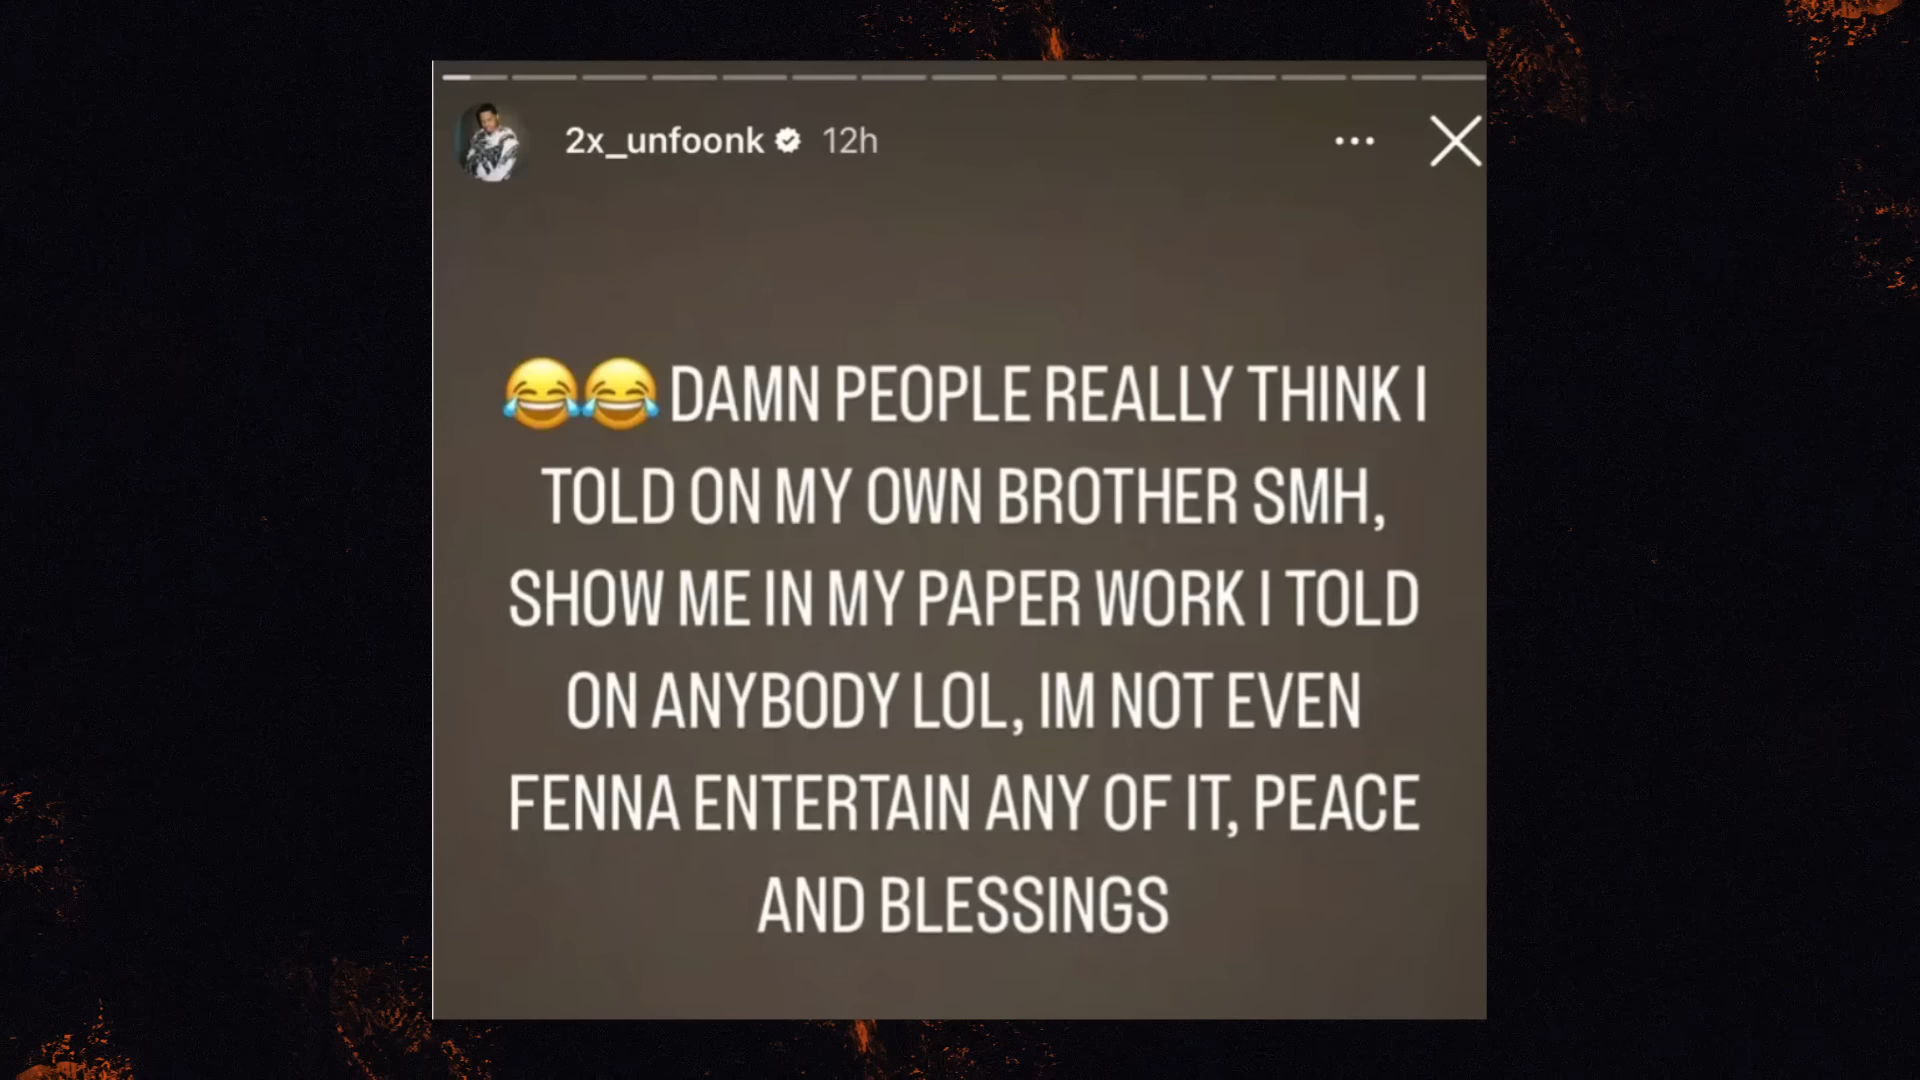 2x_unfoonk 12h
😂😂 DAMN PEOPLE REALLY THINK I
TOLD ON MY OWN BROTHER SMH,
SHOW ME IN MY PAPER WORK I TOLD
ON ANYBODY LOL, IM NOT EVEN
FENNA ENTERTAIN ANY OF IT, PEACE
AND BLESSINGS